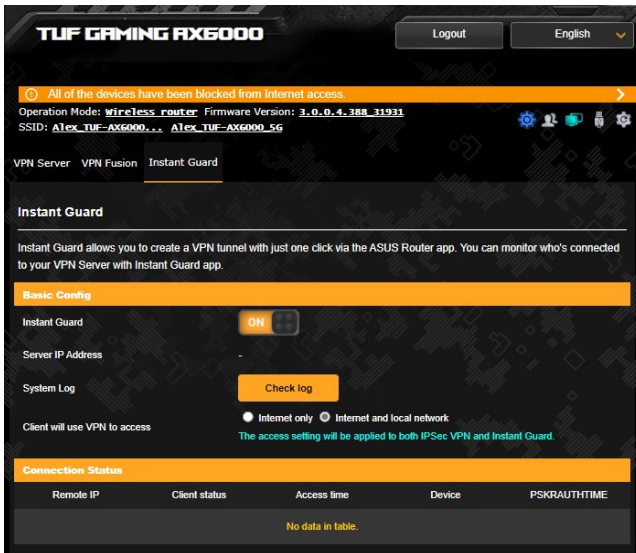 TUF GAMING AX6000
Logout
English
All of the devices have been blocked from Internet access.
Operation Mode: Wireless router Firmware Version: 3.0.0.4.388_31931
SSID: Alex_TUF-AX6000... Alex_TUF-AX6000_5G
VPN Server VPN Fusion Instant Guard
Instant Guard
Instant Guard allows you to create a VPN tunnel with just one click via the ASUS Router app. You can monitor who's connected
to your VPN Server with Instant Guard app.
Basic Config
Instant Guard ON
Server IP Address -
System Log Check log
Client will use VPN to access Internet only Internet and local network
The access setting will be applied to both IPSec VPN and Instant Guard.
Connection Status
Remote IP Client status Access time Device PSKRAUTHTIME
No data in table.